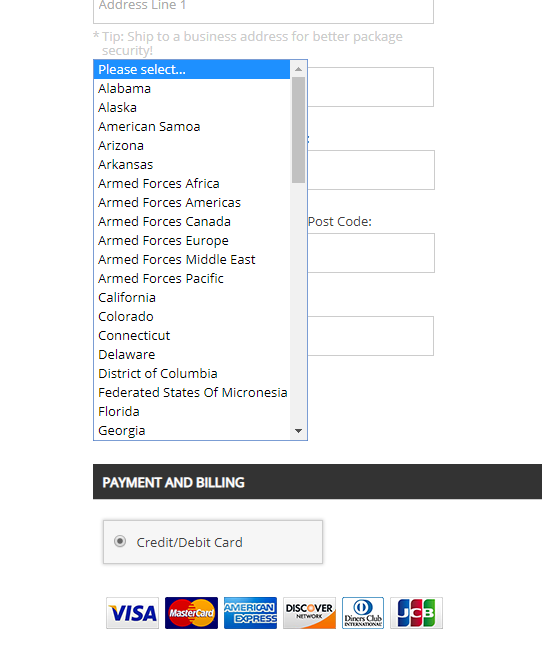 Address Line 1
* Tip: Ship to a business address for better package
security!
Please select...
Alabama
Alaska
American Samoa
Arizona
:
Arkansas
Armed Forces Africa
Armed Forces Americas
Armed Forces Canada
Post Code:
Armed Forces Europe
Armed Forces Middle East
Armed Forces Pacific
California
Colorado
Connecticut
Delaware
District of Columbia
Federated States Of Micronesia
Florida
Georgia
PAYMENT AND BILLING
Credit/Debit Card
VISA
MasterCard
AMERICAN EXPRESS
DISCOVER NETWORK
Diners Club INTERNATIONAL
JCB